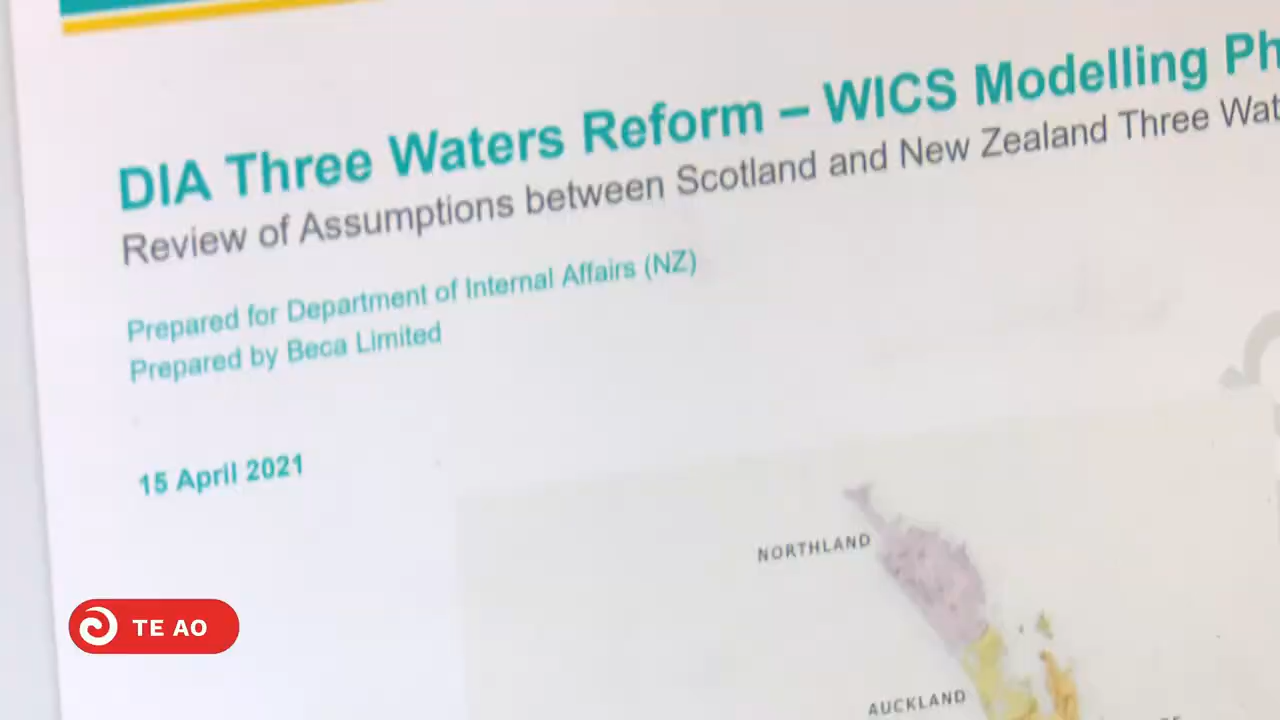 DIA Three Waters Reform – WICS Modelling Ph
Review of Assumptions between Scotland and New Zealand Three Wat
Prepared for Department of Internal Affairs (NZ)
Prepared by Beca Limited
15 April 2021
NORTHLAND
TE AO
AUCKLAND